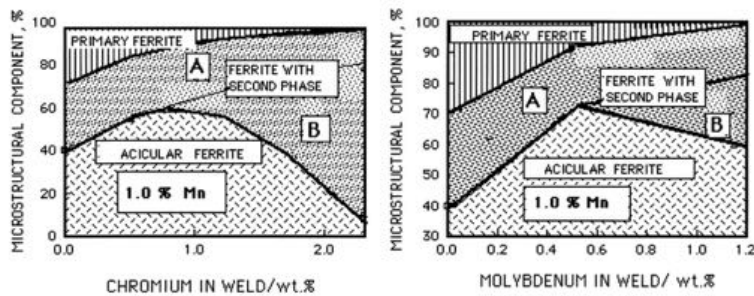 MICROSTRUCTURAL COMPONENT, %
100
80
60
40
20
0
PRIMARY FERRITE
A
FERRITE WITH
SECOND PHASE
B
ACICULAR FERRITE
1.0 % Mn
0.0
1.0
2.0
CHROMIUM IN WELD/wt.%
MICROSTRUCTURAL COMPONENT, %
100
90
80
70
60
50
40
30
PRIMARY FERRITE
A
FERRITE WITH
SECOND PHASE
B
ACICULAR FERRITE
1.0 % Mn
0.0
0.2
0.4
0.6
0.8
1.0
1.2
MOLYBDENUM IN WELD/ wt.%